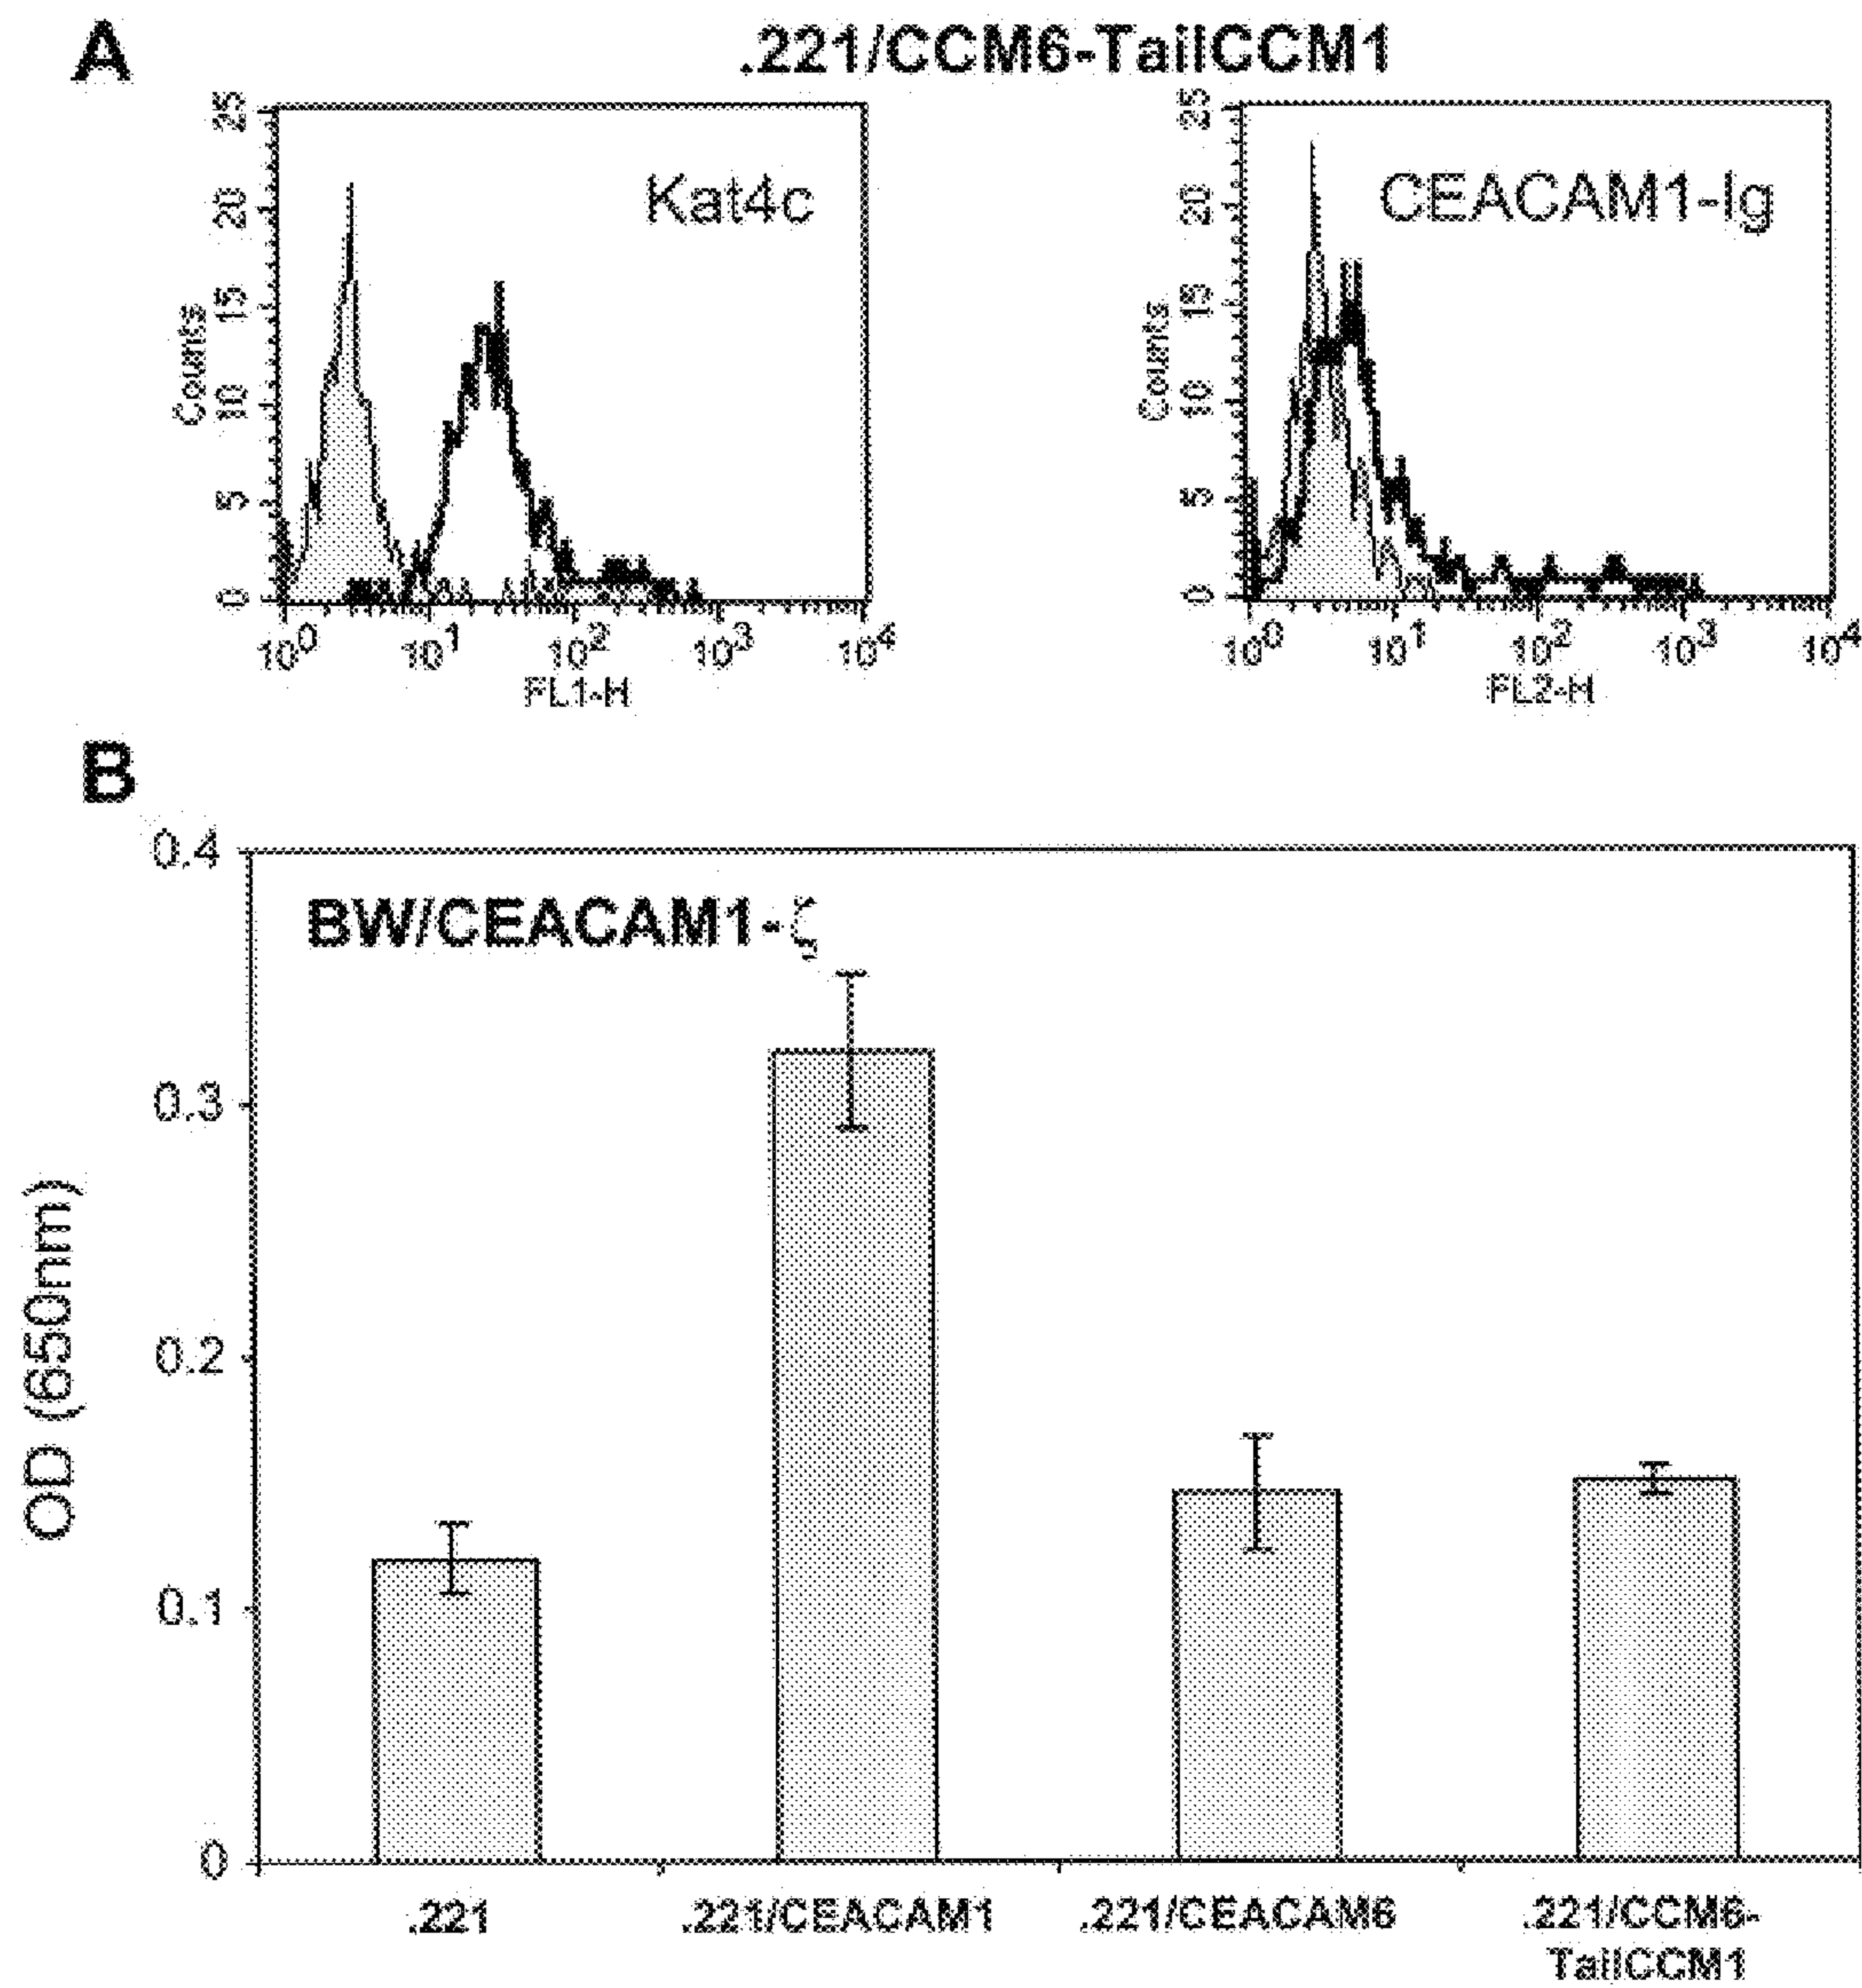 A
.221/CCM6-TailCCM1
25
20
15
10
5
0
Counts
Kat4c
10^0 10^1 10^2 10^3 10^4
FL1-H
25
20
15
10
5
0
Counts
CEACAM1-Ig
10^0 10^1 10^2 10^3 10^4
FL2-H
B
BW/CEACAM1-ζ
OD (650nm)
0.4
0.3
0.2
0.1
0
.221
.221/CEACAM1
.221/CEACAM6
.221/CCM6-
TailCCM1